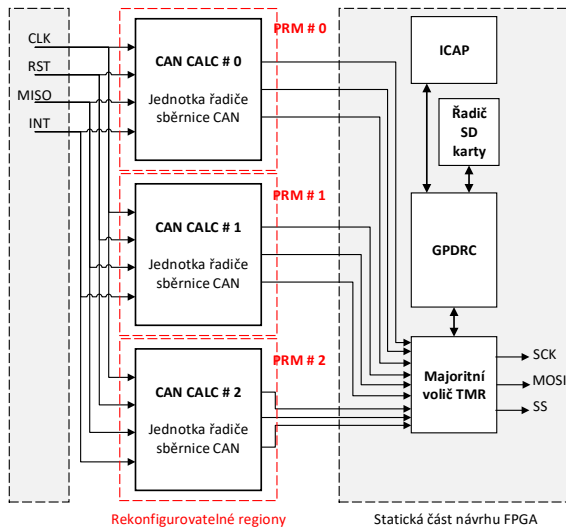 CLK
RST
MISO
INT
PRM # 0
CAN CALC # 0
Jednotka řadiče
sběrnice CAN
PRM # 1
CAN CALC # 1
Jednotka řadiče
sběrnice CAN
PRM # 2
CAN CALC # 2
Jednotka řadiče
sběrnice CAN
ICAP
Řadič
SD
karty
GPDRC
Majoritní
volič TMR
SCK
MOSI
SS
Rekonfigurovatelné regiony
Statická část návrhu FPGA